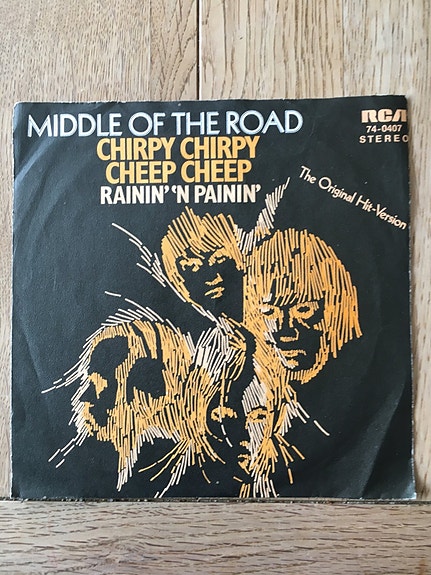 MIDDLE OF THE ROAD
CHIRPY CHIRPY
CHEEP CHEEP
RAININ' 'N PAININ'
RCA
74-0407
STEREO
The Original Hit-Version